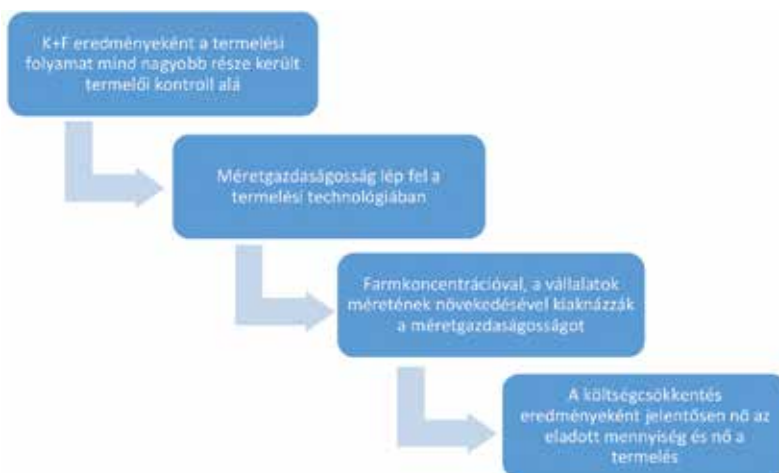 K+F eredményeként a termelési
folyamat mind nagyobb része került
termelői kontroll alá
Méretgazdaságosság lép fel a
termelési technológiában
Farmkoncentrációval, a vállalatok
méretének növekedésével kiaknázzák
a méretgazdaságosságot
A költségcsökkentés
eredményeként jelentősen nő az
eladott mennyiség és nő a
termelés